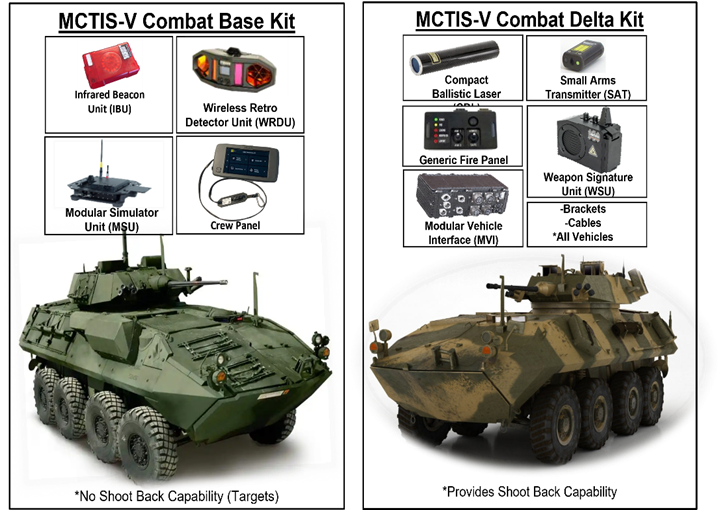 MCTIS-V Combat Base Kit
Infrared Beacon
Unit (IBU)
Wireless Retro
Detector Unit (WRDU)
Modular Simulator
Unit (MSU)
Crew Panel
*No Shoot Back Capability (Targets)
MCTIS-V Combat Delta Kit
Compact
Ballistic Laser
Small Arms
Transmitter (SAT)
Generic Fire Panel
Weapon Signature
Unit (WSU)
Modular Vehicle
Interface (MVI)
-Brackets
-Cables
*All Vehicles
*Provides Shoot Back Capability